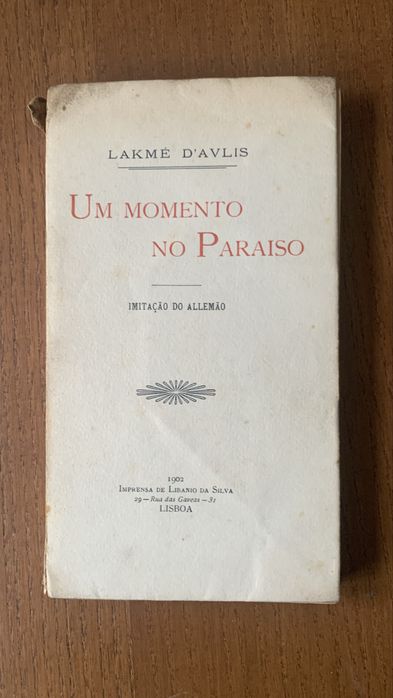 LAKMÉ D'AVLIS
UM MOMENTO
NO PARAISO
IMITAÇÃO DO ALLEMÃO
1902
IMPRENSA DE LIBANIO DA SILVA
29—Rua das Gaveas—31
LISBOA